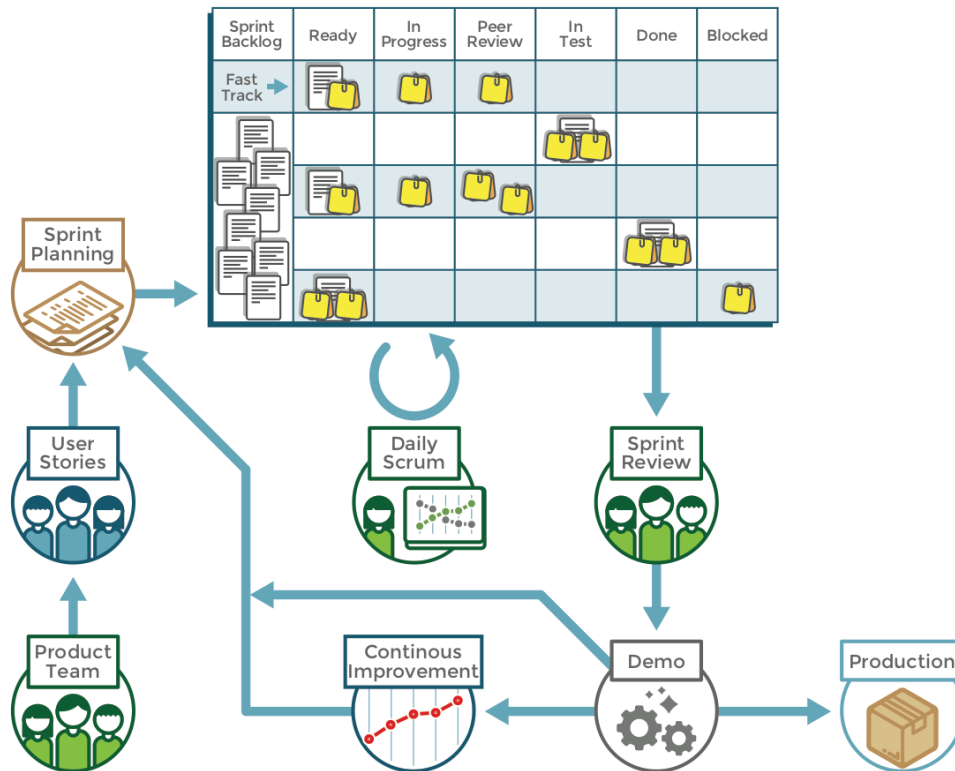 Sprint
Backlog
Ready
In
Progress
Peer
Review
In
Test
Done
Blocked
Fast
Track
Sprint
Planning
User
Stories
Daily
Scrum
Sprint
Review
Product
Team
Continous
Improvement
Demo
Production